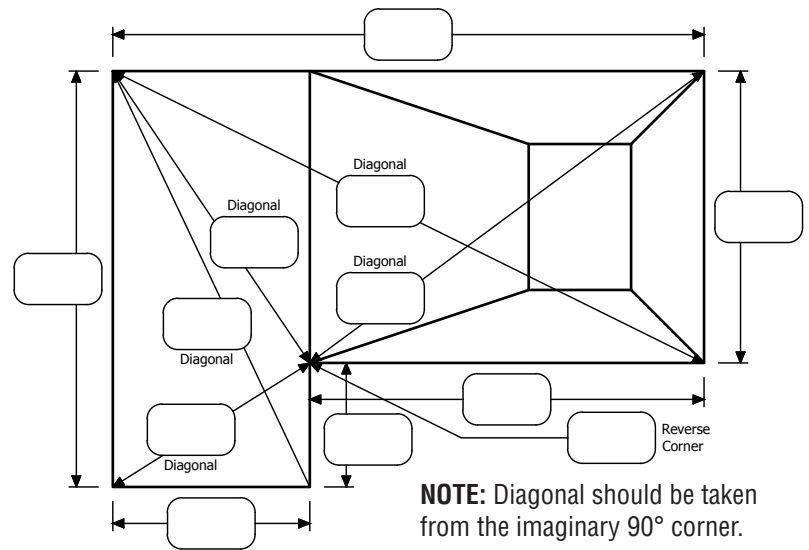 Diagonal
Diagonal
Diagonal
Diagonal
Diagonal
Reverse
Corner
NOTE: Diagonal should be taken
from the imaginary 90° corner.